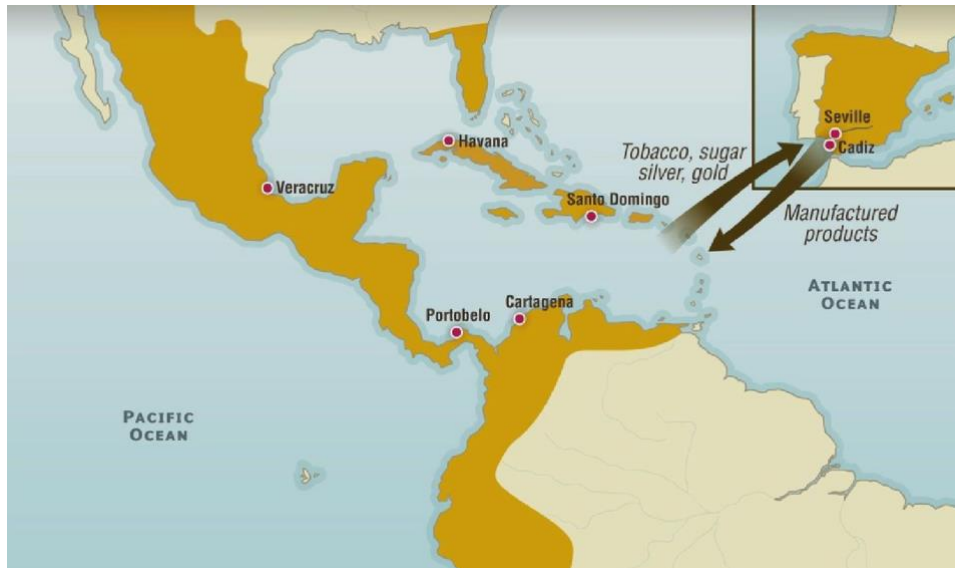 Seville
Cadiz
Havana
Tobacco, sugar
silver, gold
Veracruz
Santo Domingo
Manufactured
products
Atlantic
Ocean
Cartagena
Portobelo
Pacific
Ocean